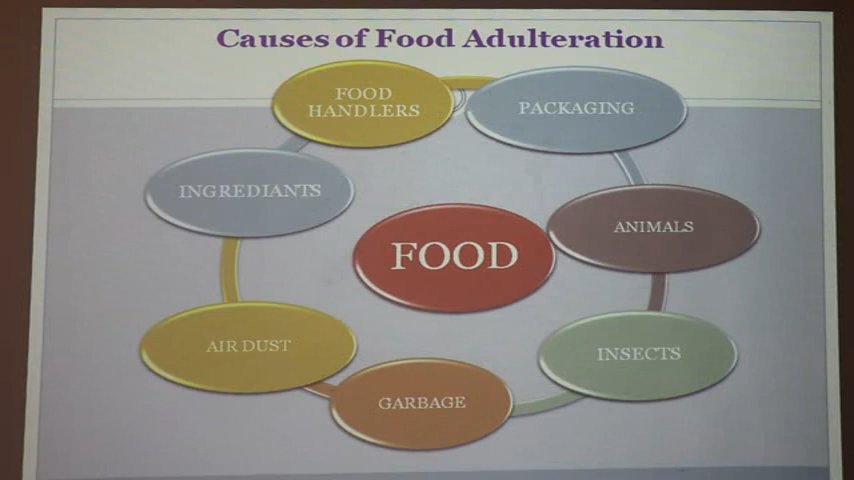 Causes of Food Adulteration
FOOD
HANDLERS
PACKAGING
INGREDIANTS
ANIMALS
FOOD
AIR DUST
INSECTS
GARBAGE